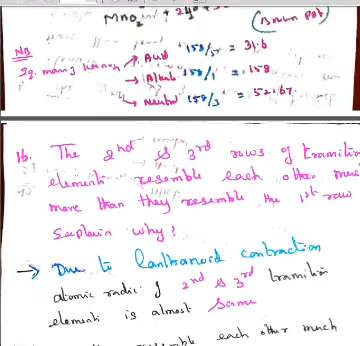 MnO2
(Brown ppt)
NB
Eq. mass of KMnO4 → Acid 158/5 = 31.6
→ Alkali 158/1 = 158
→ Neutral 158/3 = 52.67
16. The 2nd & 3rd rows of transition
elements resemble each other much
more than they resemble the 1st row
Explain why?
→ Due to lanthanoid contraction
atomic radii of 2nd & 3rd transition
element is almost same
resemble each other much